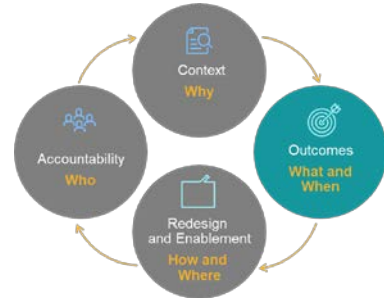 Context
Why
Outcomes
What and
When
Redesign
and Enablement
How and
Where
Accountability
Who